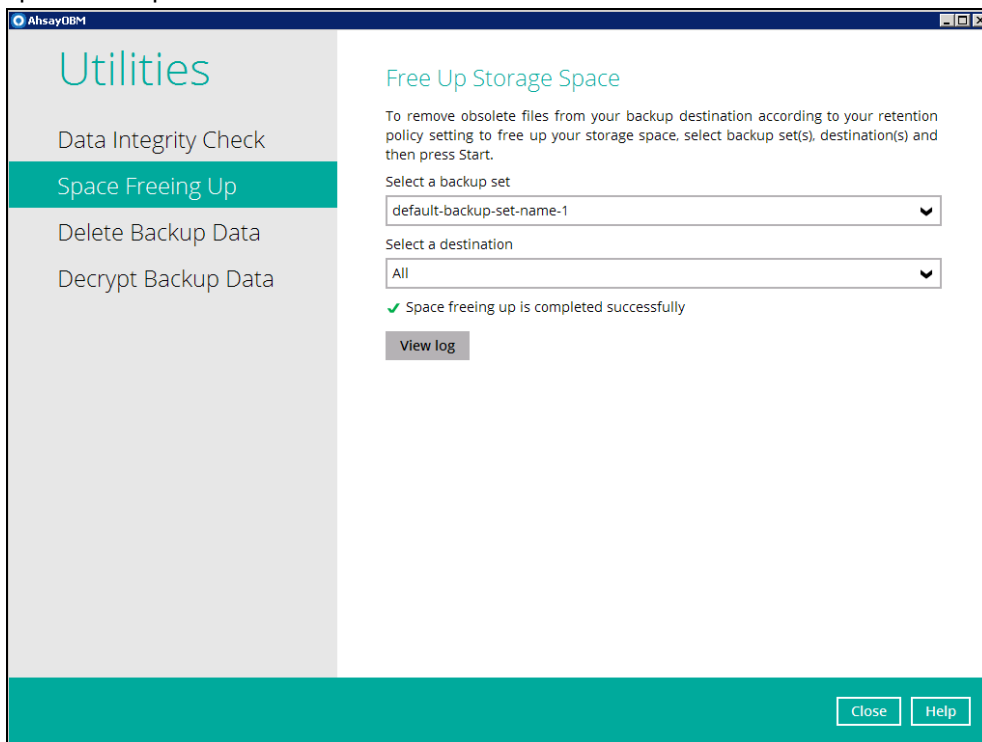 AhsayOBM
Utilities
Data Integrity Check
Space Freeing Up
Delete Backup Data
Decrypt Backup Data
Free Up Storage Space
To remove obsolete files from your backup destination according to your retention
policy setting to free up your storage space, select backup set(s), destination(s) and
then press Start.
Select a backup set
default-backup-set-name-1
Select a destination
All
Space freeing up is completed successfully
View log
Close
Help